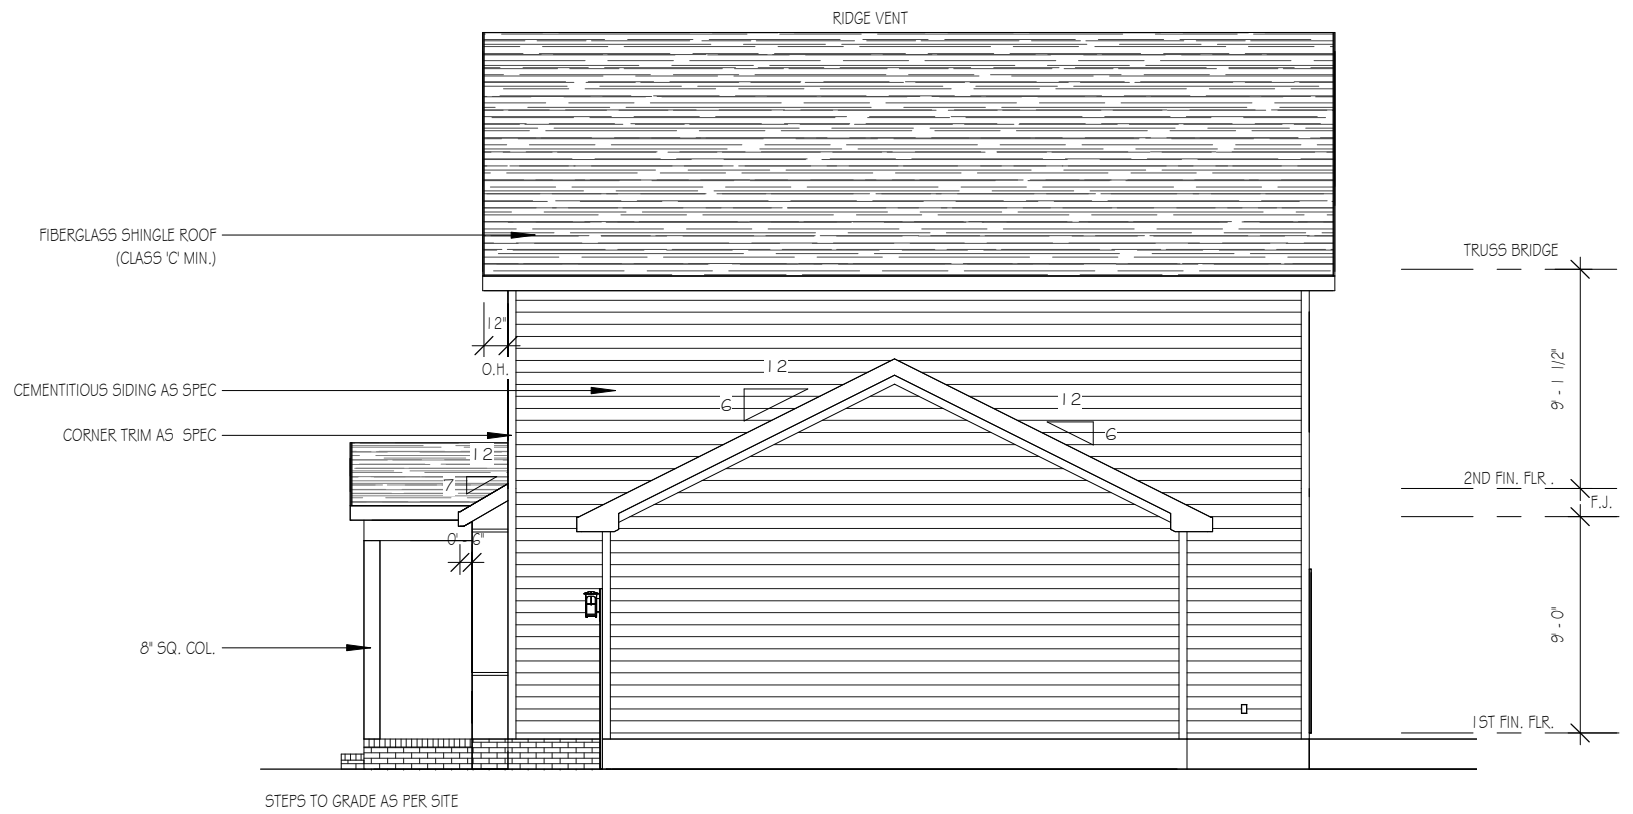 RIDGE VENT
FIBERGLASS SHINGLE ROOF
(CLASS 'C' MIN.)
TRUSS BRIDGE
12"
O.H.
9' - 1 1/2"
12
6
12
6
CEMENTITIOUS SIDING AS SPEC
CORNER TRIM AS SPEC
12
7
2ND FIN. FLR .
F.J.
0' - 6"
9' - 0"
8" SQ. COL.
1ST FIN. FLR.
STEPS TO GRADE AS PER SITE